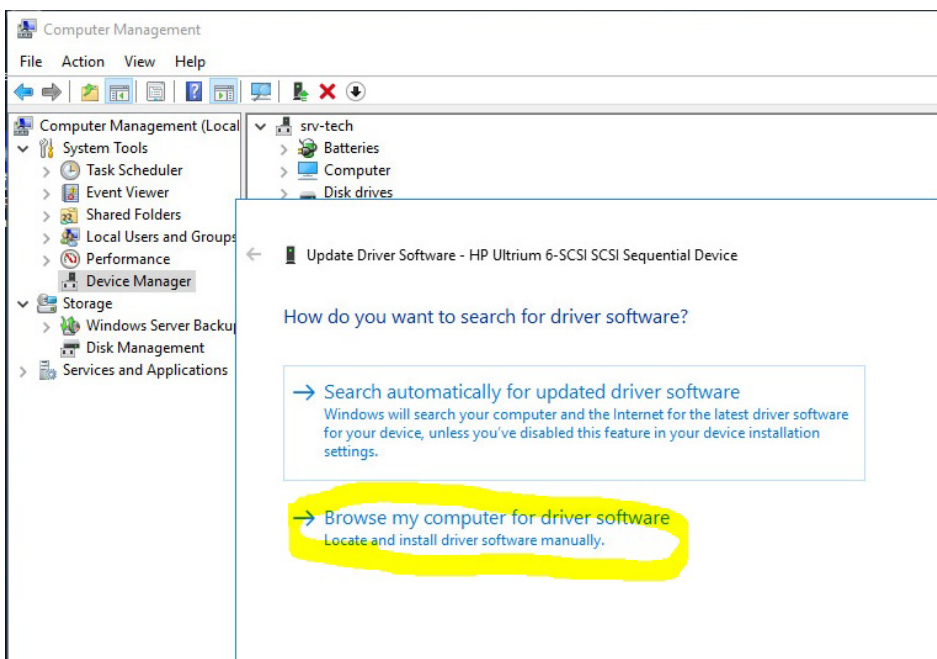 Computer Management
File Action View Help
Computer Management (Local
System Tools
Task Scheduler
Event Viewer
Shared Folders
Local Users and Groups
Performance
Device Manager
Storage
Windows Server Backup
Disk Management
Services and Applications
srv-tech
Batteries
Computer
Disk drives
Update Driver Software - HP Ultrium 6-SCSI SCSI Sequential Device
How do you want to search for driver software?
Search automatically for updated driver software
Windows will search your computer and the Internet for the latest driver software
for your device, unless you've disabled this feature in your device installation
settings.
Browse my computer for driver software
Locate and install driver software manually.